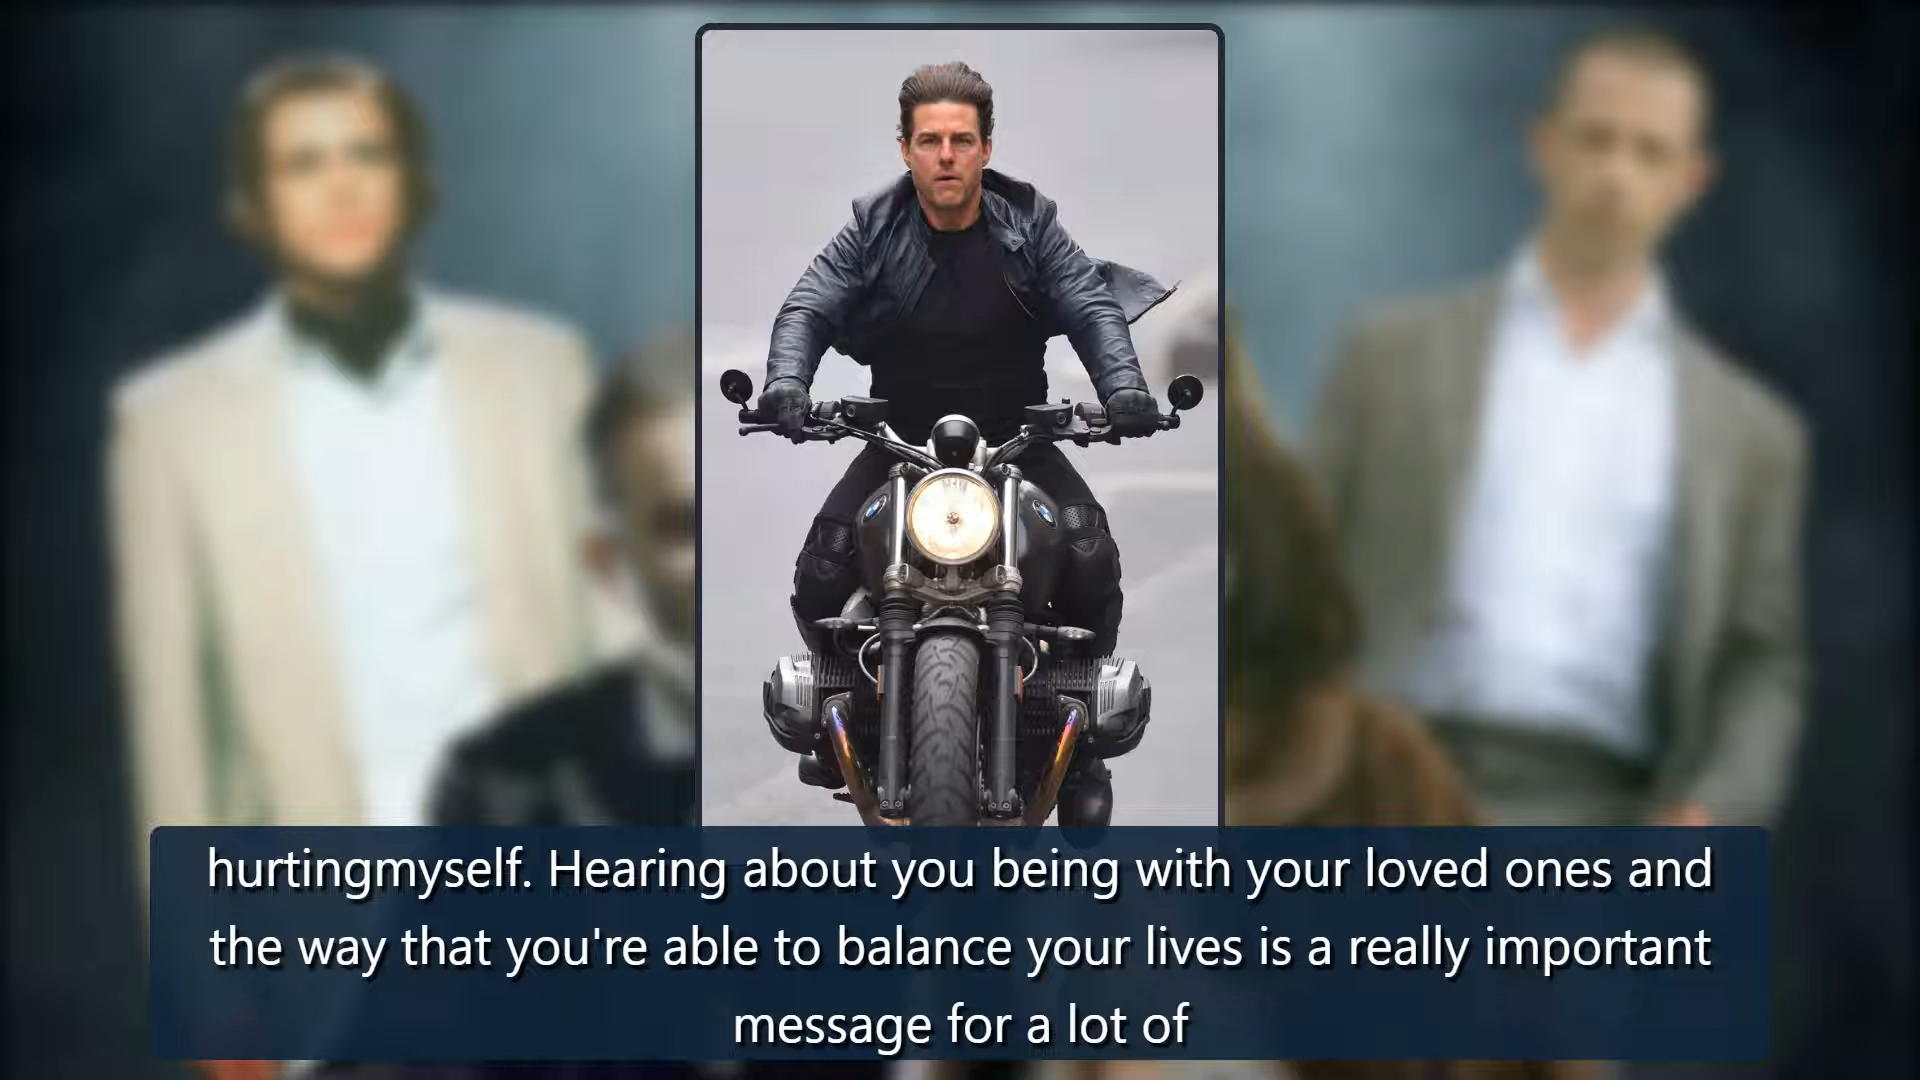 hurtingmyself. Hearing about you being with your loved ones and
the way that you're able to balance your lives is a really important
message for a lot of